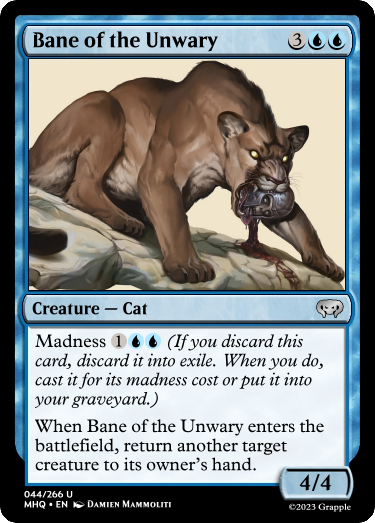 Bane of the Unwary 3
Creature — Cat
Madness 1 (If you discard this
card, discard it into exile. When you do,
cast it for its madness cost or put it into
your graveyard.)
When Bane of the Unwary enters the
battlefield, return another target
creature to its owner's hand.
4/4
044/266 U
MHQ • EN Damien Mammoliti
©2023 Grapple